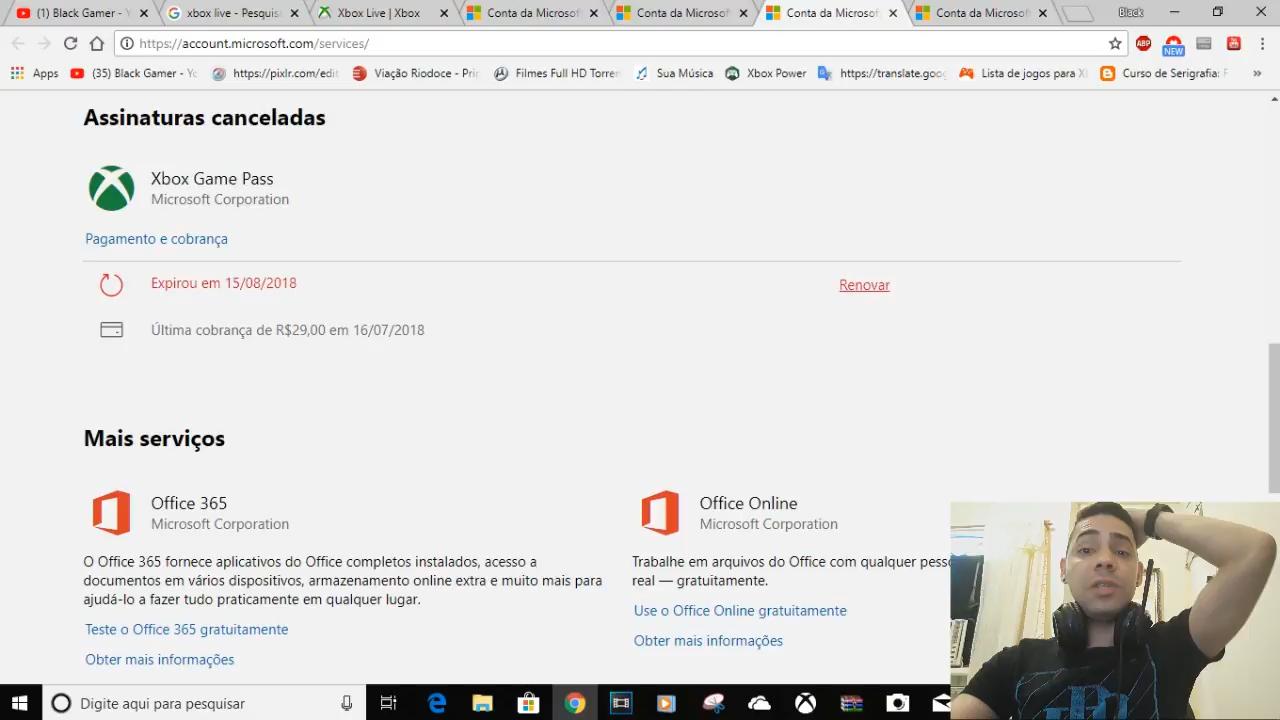 (1) Black Gamer - Y
xbox live - Pesquis
Xbox Live | Xbox
Conta da Microsof
Conta da Microsof
Conta da Microsof
Conta da Microsof
Black
https://account.microsoft.com/services/
ABP
NEW
Apps
(35) Black Gamer - Yo
https://pixlr.com/edit
Viação Riodoce - Prin
Filmes Full HD Torren
Sua Música
Xbox Power
https://translate.goog
Lista de jogos para Xl
Curso de Serigrafia: F
»
Assinaturas canceladas
Xbox Game Pass
Microsoft Corporation
Pagamento e cobrança
Expirou em 15/08/2018
Renovar
Última cobrança de R$29,00 em 16/07/2018
Mais serviços
Office 365
Microsoft Corporation
O Office 365 fornece aplicativos do Office completos instalados, acesso a
documentos em vários dispositivos, armazenamento online extra e muito mais para
ajudá-lo a fazer tudo praticamente em qualquer lugar.
Teste o Office 365 gratuitamente
Obter mais informações
Office Online
Microsoft Corporation
Trabalhe em arquivos do Office com qualquer pesso
real — gratuitamente.
Use o Office Online gratuitamente
Obter mais informações
Digite aqui para pesquisar